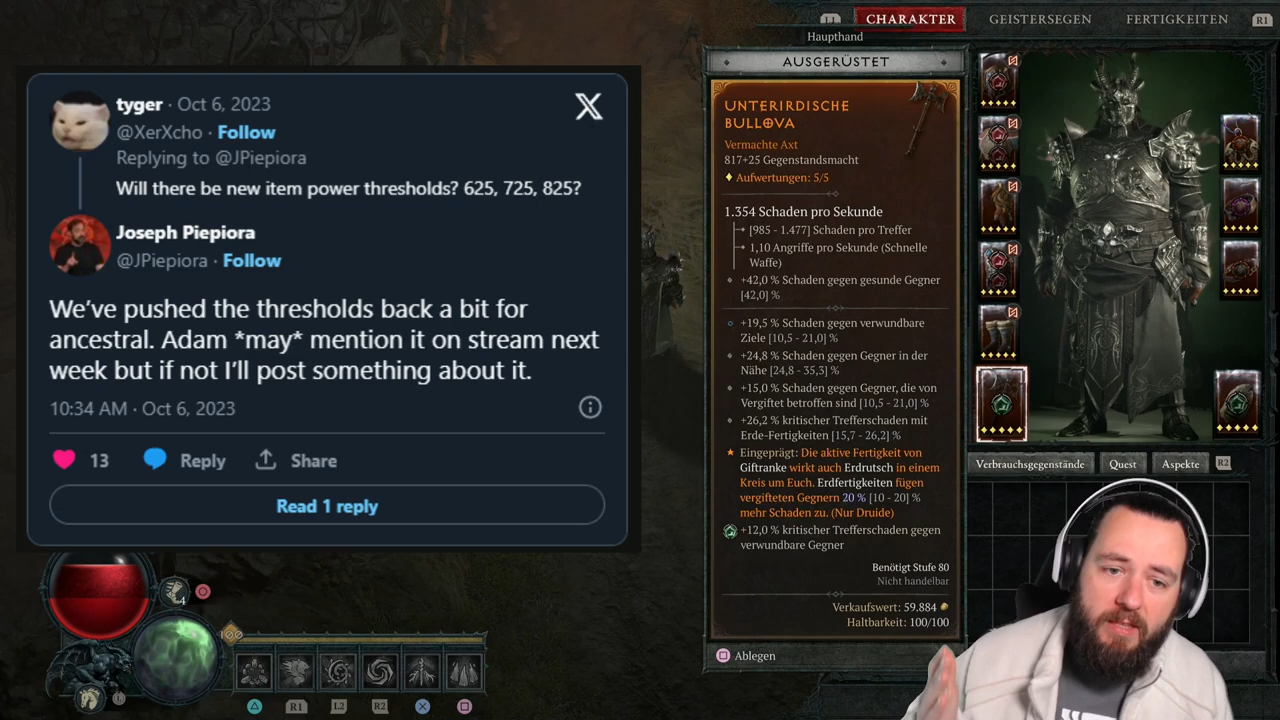 tyger · Oct 6, 2023
@XerXcho · Follow
Replying to @JPiepiora
Will there be new item power thresholds? 625, 725, 825?
Joseph Piepiora
@JPiepiora · Follow
We've pushed the thresholds back a bit for
ancestral. Adam *may* mention it on stream next
week but if not I'll post something about it.
10:34 AM · Oct 6, 2023
13 Reply Share
Read 1 reply
4
R1 L2 R2
L1 CHARAKTER GEISTERSEGEN FERTIGKEITEN R1
Haupthand
AUSGERÜSTET
UNTERIRDISCHE
BULLOVA
Vermachte Axt
817+25 Gegenstandsmacht
Aufwertungen: 5/5
1.354 Schaden pro Sekunde
[985 - 1.477] Schaden pro Treffer
1,10 Angriffe pro Sekunde (Schnelle
Waffe)
+42,0 % Schaden gegen gesunde Gegner
[42,0] %
+19,5 % Schaden gegen verwundbare
Ziele [10,5 - 21,0] %
+24,8 % Schaden gegen Gegner in der
Nähe [24,8 - 35,3] %
+15,0 % Schaden gegen Gegner, die von
Vergiftet betroffen sind [10,5 - 21,0] %
+26,2 % kritischer Trefferschaden mit
Erde-Fertigkeiten [15,7 - 26,2] %
Eingeprägt: Die aktive Fertigkeit von
Giftranke wirkt auch Erdrutsch in einem
Kreis um Euch. Erdfertigkeiten fügen
vergifteten Gegnern 20 % [10 - 20] %
mehr Schaden zu. (Nur Druide)
+12,0 % kritischer Trefferschaden gegen
verwundbare Gegner
Benötigt Stufe 80
Nicht handelbar
Verkaufswert: 59.884
Haltbarkeit: 100/100
Ablegen
Verbrauchsgegenstände Quest Aspekte R2